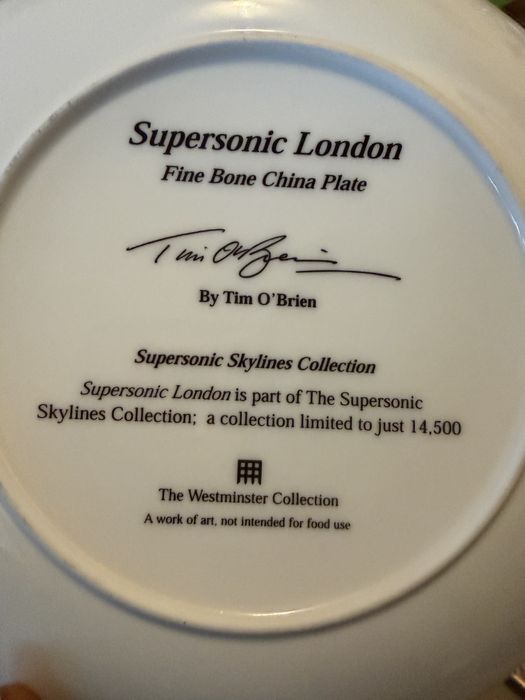 Supersonic London
Fine Bone China Plate
Tim O'Brien
By Tim O'Brien
Supersonic Skylines Collection
Supersonic London is part of The Supersonic
Skylines Collection; a collection limited to just 14,500
The Westminster Collection
A work of art, not intended for food use